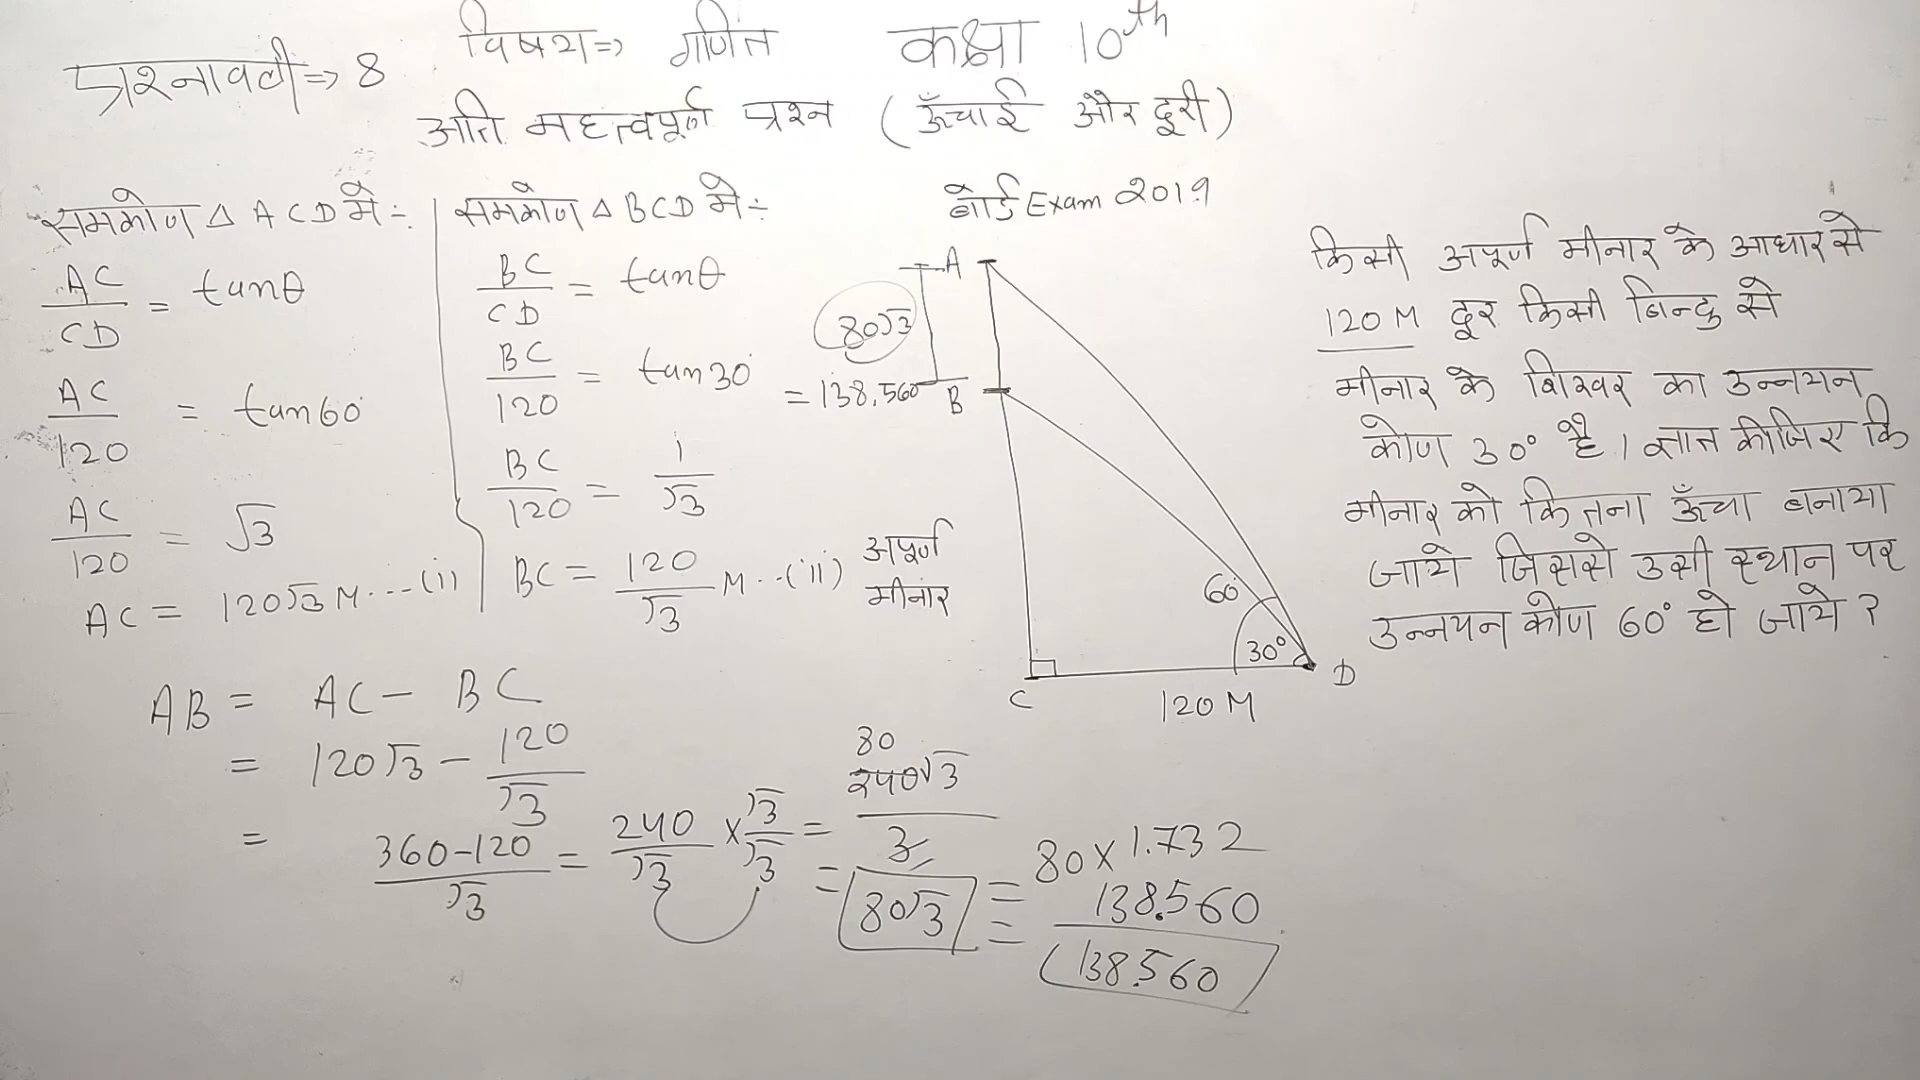 प्रश्नावली⇒ 8 विषय⇒ गणित कक्षा 10th
अति महत्वपूर्ण प्रश्न (ऊँचाई और दूरी)
बोर्ड Exam 2019
समकोण △ ACD में ÷
AC/CD = tanθ
AC/120 = tan60°
AC/120 = √3
AC = 120√3 M...(i)
समकोण △ BCD में ÷
BC/CD = tanθ
BC/120 = tan30°
BC/120 = 1/√3
BC = 120/√3 M..(ii) अपूर्ण
मीनार
A
80√3
= 138.560 B
60°
30°
C
D
120 M
किसी अपूर्ण मीनार के आधार से
120 M दूर किसी बिन्दु से
मीनार के शिखर का उन्नयन
कोण 30° है। ज्ञात कीजिए कि
मीनार को कितना ऊँचा बनाया
जाये जिससे उसी स्थान पर
उन्नयन कोण 60° हो जाये ?
AB = AC - BC
= 120√3 - 120/√3
= 360-120/√3 = 240/√3 × √3/√3 = 240√3/3
80
= 80√3 = 80×1.732
= 138.560
= 138.560